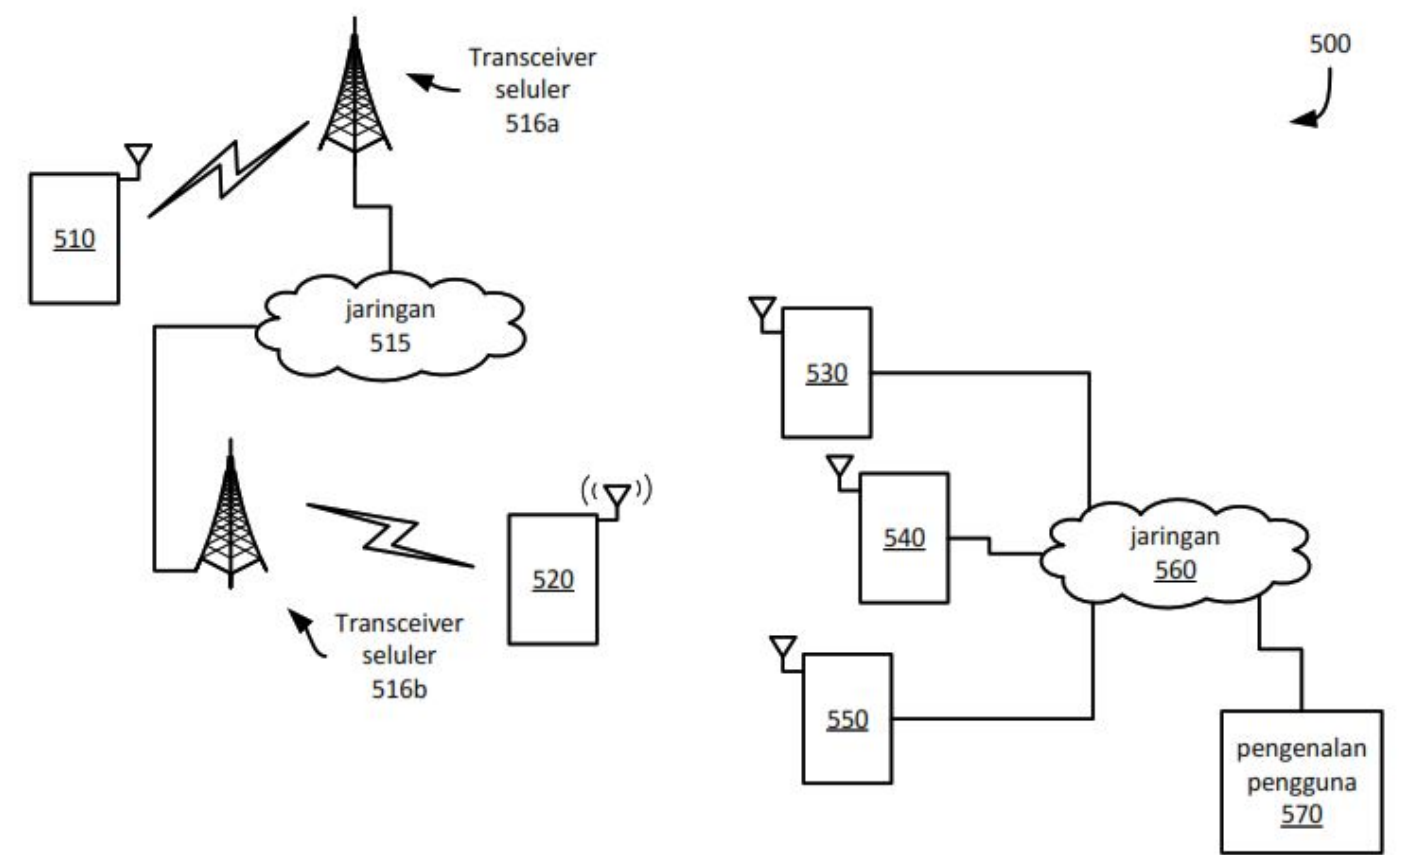 500
Transceiver
seluler
516a
510
jaringan
515
530
540
jaringan
560
520
Transceiver
seluler
516b
550
pengenalan
pengguna
570